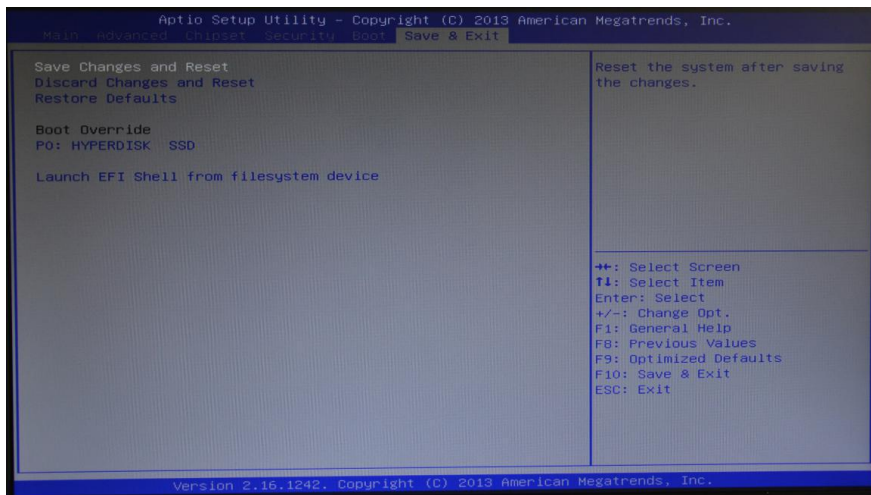 Aptio Setup Utility – Copyright (C) 2013 American Megatrends, Inc.
Main Advanced Chipset Security Boot Save & Exit
Save Changes and Reset
Discard Changes and Reset
Restore Defaults
Boot Override
P0: HYPERDISK SSD
Launch EFI Shell from filesystem device
Reset the system after saving
the changes.
→←: Select Screen
↑↓: Select Item
Enter: Select
+/-: Change Opt.
F1: General Help
F8: Previous Values
F9: Optimized Defaults
F10: Save & Exit
ESC: Exit
Version 2.16.1242. Copyright (C) 2013 American Megatrends, Inc.